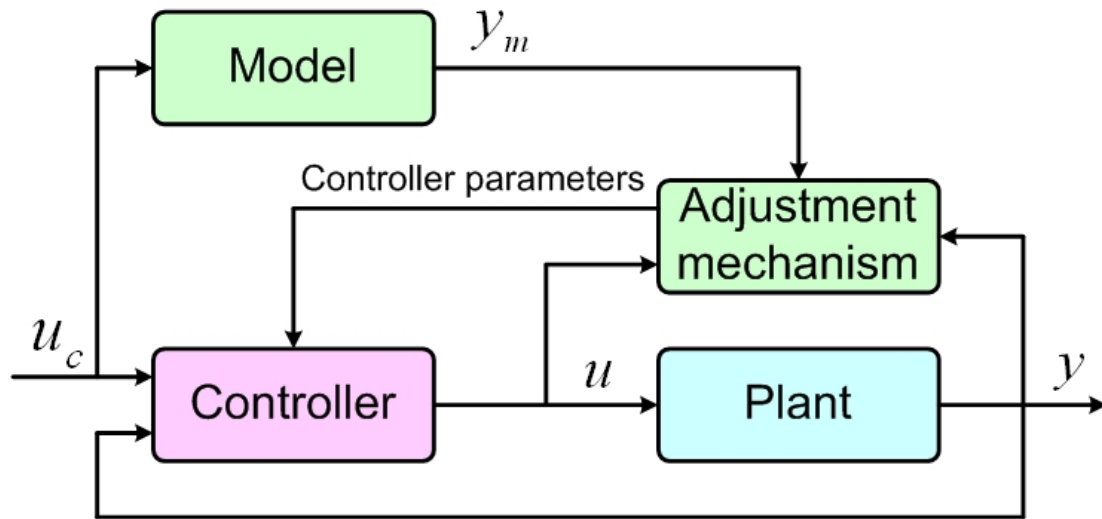 Model
y_m
Controller parameters
Adjustment
mechanism
u_c
Controller
u
Plant
y